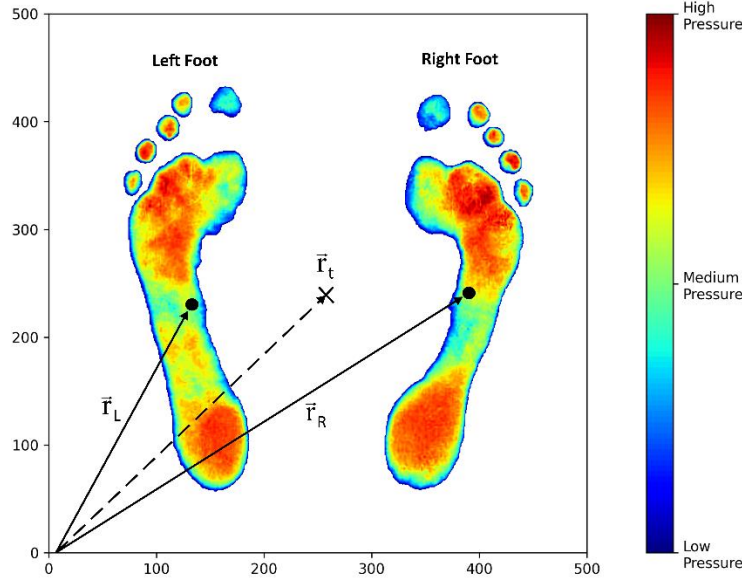 500
400
300
200
100
0
0
100
200
300
400
500
Left Foot
Right Foot
r⃗t
r⃗L
r⃗R
High
Pressure
Medium
Pressure
Low
Pressure